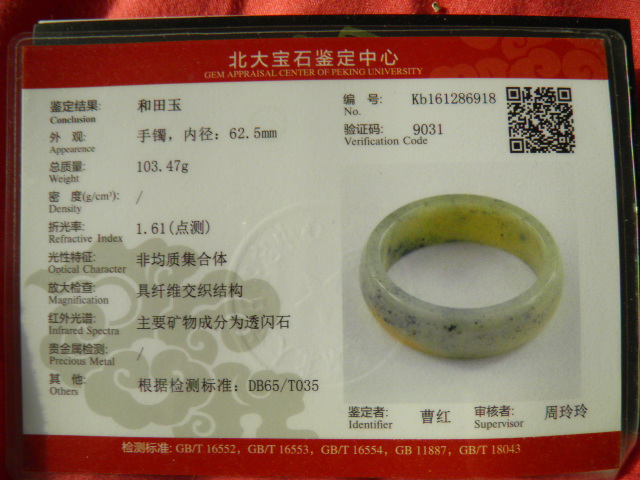 北大宝石鉴定中心
GEM APPRAISAL CENTER OF PEKING UNIVERSITY
鉴定结果: 和田玉
Conclusion
外 观: 手镯，内径：62.5mm
Appearence
总质量: 103.47g
Weight
密 度(g/cm³): /
Density
折光率: 1.61(点测)
Refractive Index
光性特征: 非均质集合体
Optical Character
放大检查: 具纤维交织结构
Magnification
红外光谱: 主要矿物成分为透闪石
Infrared Spectra
贵金属检测: /
Precious Metal
其 他: 根据检测标准：DB65/T035
Others
编 号: Kb161286918
No.
验证码: 9031
Verification Code
鉴定者: 曹红 审核者: 周玲玲
Identifier Supervisor
检测标准: GB/T 16552，GB/T 16553，GB/T 16554，GB 11887，GB/T 18043